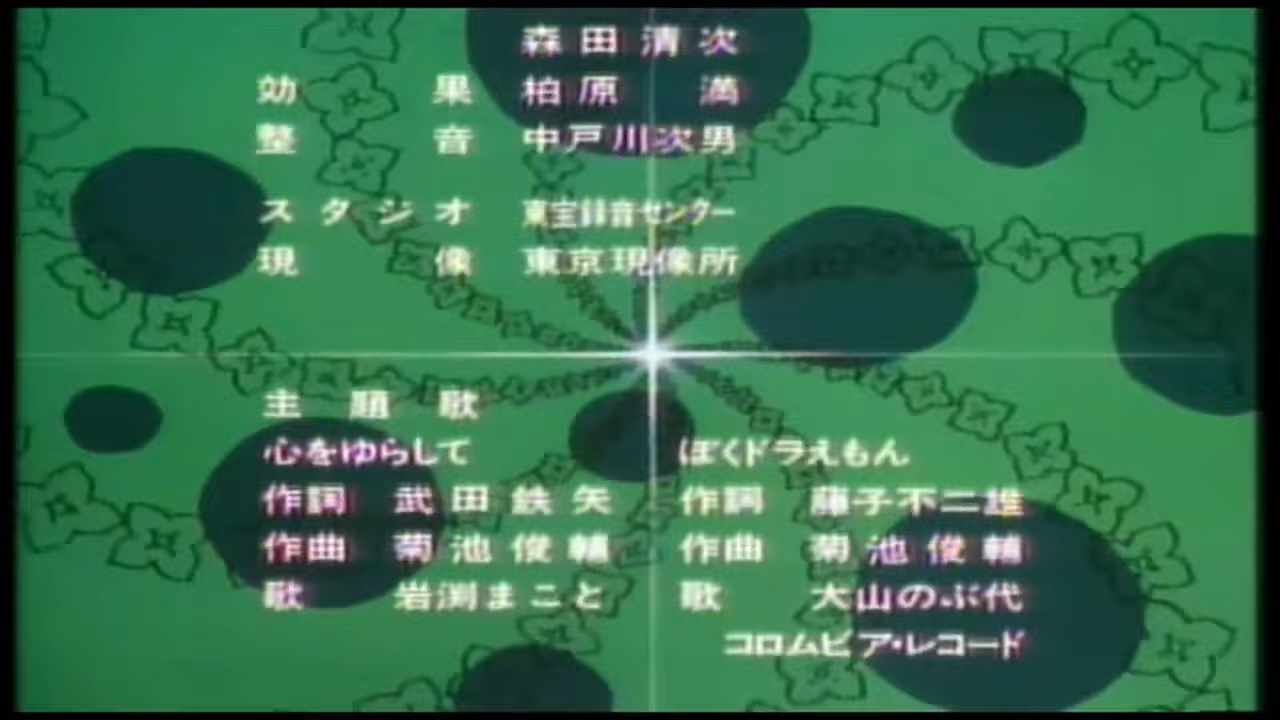 森田清次
効果 柏原満
整音 中戸川次男
スタジオ 東宝録音センター
現像 東京現像所
主題歌
心をゆらして ぼくドラえもん
作詞 武田鉄矢 作詞 藤子不二雄
作曲 菊池俊輔 作曲 菊池俊輔
歌 岩渕まこと 歌 大山のぶ代
コロムビア・レコード